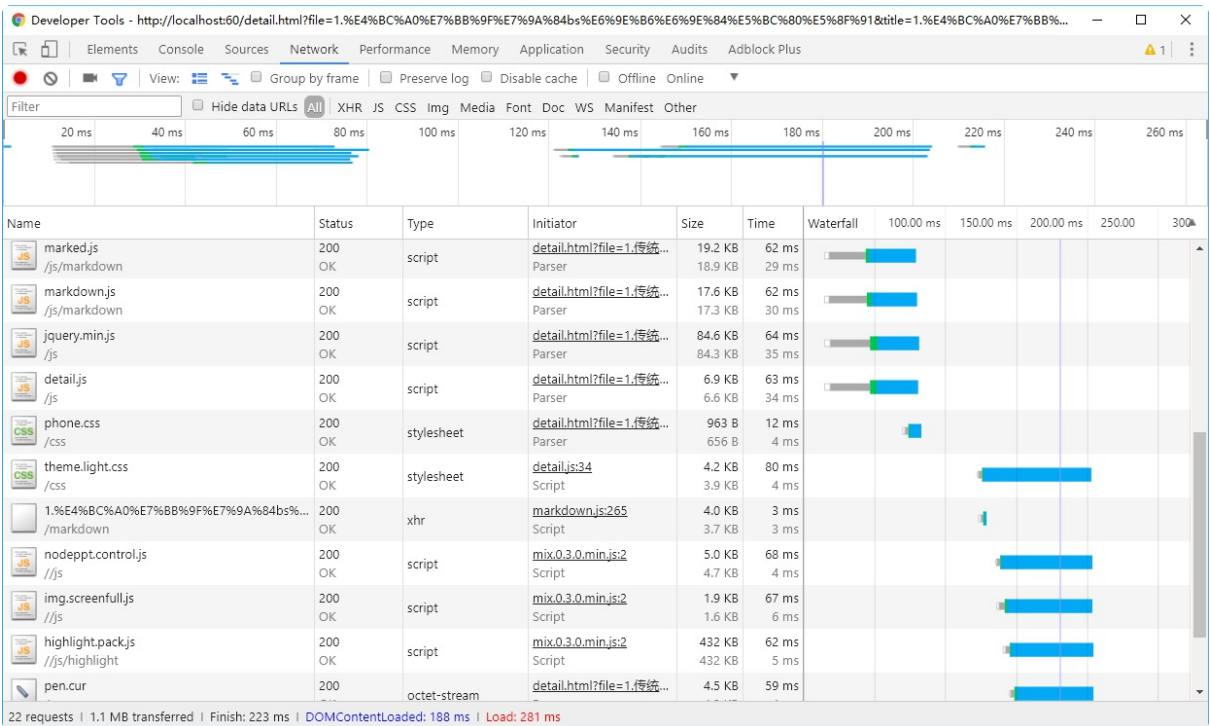 Developer Tools - http://localhost:60/detail.html?file=1.%E4%BC%A0%E7%BB%9F%E7%9A%84bs%E6%9E%B6%E6%9E%84%E5%BC%80%E5%8F%91&title=1.%E4%BC%A0%E7%BB%...
Elements Console Sources Network Performance Memory Application Security Audits Adblock Plus 1
View: Group by frame Preserve log Disable cache Offline Online
Filter Hide data URLs All XHR JS CSS Img Media Font Doc WS Manifest Other
20 ms 40 ms 60 ms 80 ms 100 ms 120 ms 140 ms 160 ms 180 ms 200 ms 220 ms 240 ms 260 ms
Name Status Type Initiator Size Time Waterfall 100.00 ms 150.00 ms 200.00 ms 250.00 300
marked.js 200 script detail.html?file=1.传统... 19.2 KB 62 ms
/js/markdown OK Parser 18.9 KB 29 ms
markdown.js 200 script detail.html?file=1.传统... 17.6 KB 62 ms
/js/markdown OK Parser 17.3 KB 30 ms
jquery.min.js 200 script detail.html?file=1.传统... 84.6 KB 64 ms
/js OK Parser 84.3 KB 35 ms
detail.js 200 script detail.html?file=1.传统... 6.9 KB 63 ms
/js OK Parser 6.6 KB 34 ms
phone.css 200 stylesheet detail.html?file=1.传统... 963 B 12 ms
/css OK Parser 656 B 4 ms
theme.light.css 200 stylesheet detail.js:34 4.2 KB 80 ms
/css OK Script 3.9 KB 4 ms
1.%E4%BC%A0%E7%BB%9F%E7%9A%84bs%... 200 xhr markdown.js:265 4.0 KB 3 ms
/markdown OK Script 3.7 KB 3 ms
nodeppt.control.js 200 script mix.0.3.0.min.js:2 5.0 KB 68 ms
//js OK Script 4.7 KB 4 ms
img.screenfull.js 200 script mix.0.3.0.min.js:2 1.9 KB 67 ms
//js OK Script 1.6 KB 6 ms
highlight.pack.js 200 script mix.0.3.0.min.js:2 432 KB 62 ms
//js/highlight OK Script 432 KB 5 ms
pen.cur 200 octet-stream detail.html?file=1.传统... 4.5 KB 59 ms
22 requests | 1.1 MB transferred | Finish: 223 ms | DOMContentLoaded: 188 ms | Load: 281 ms